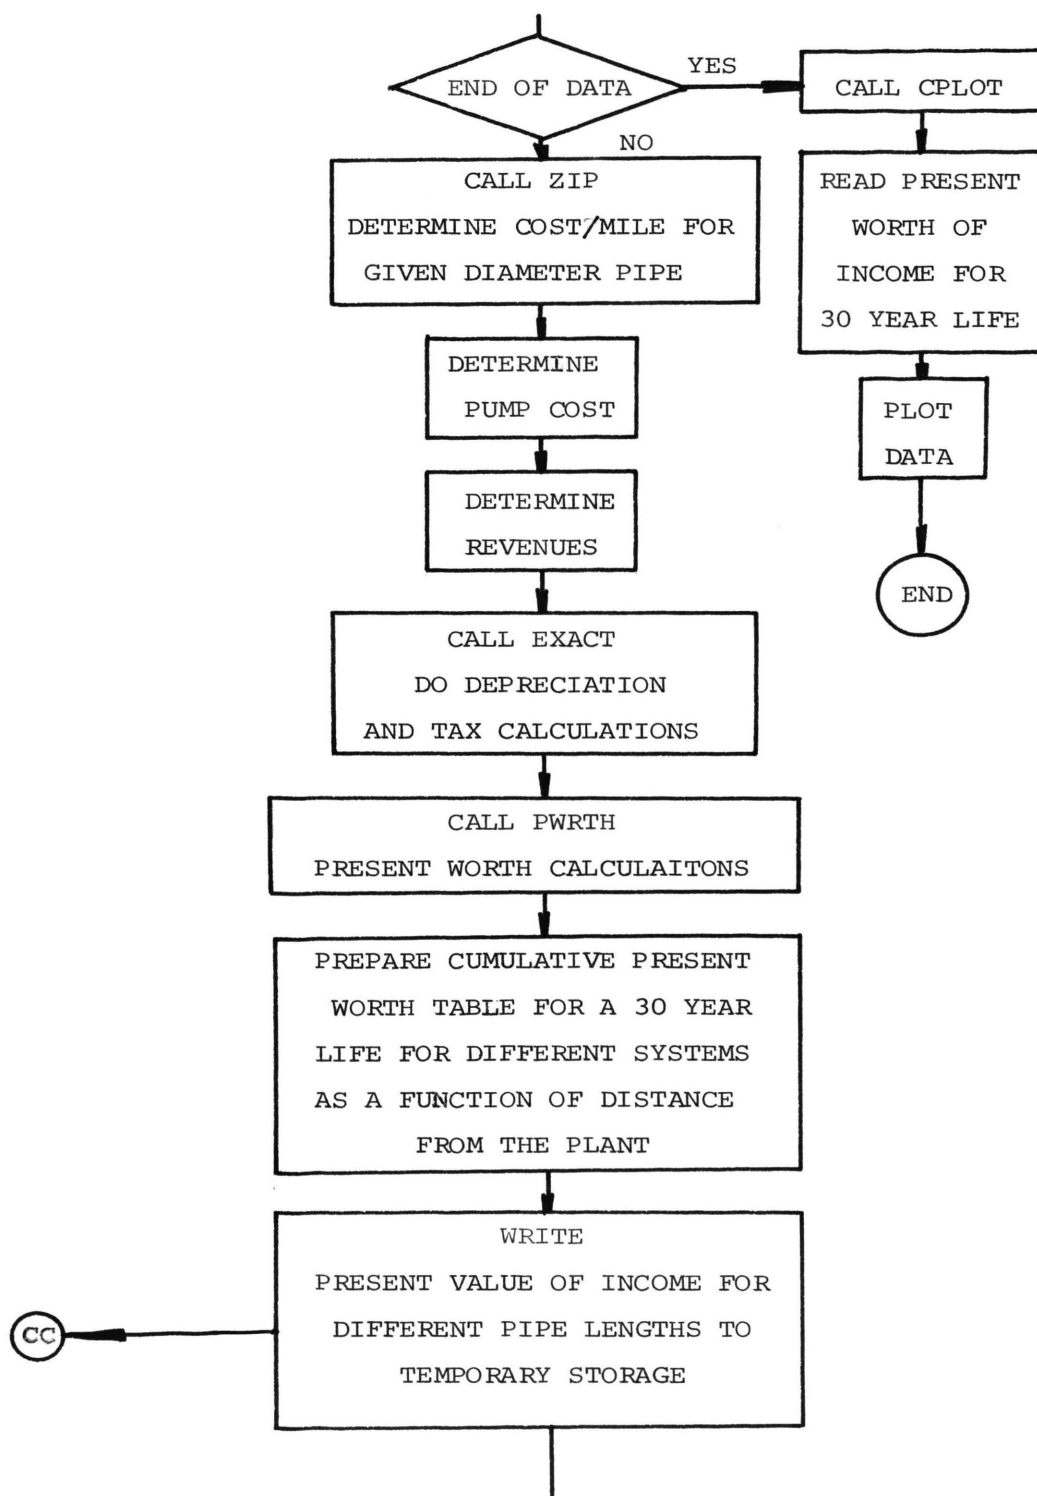 END OF DATA
YES
CALL CPLOT
NO
CALL ZIP
DETERMINE COST/MILE FOR
GIVEN DIAMETER PIPE
READ PRESENT
WORTH OF
INCOME FOR
30 YEAR LIFE
DETERMINE
PUMP COST
PLOT
DATA
DETERMINE
REVENUES
END
CALL EXACT
DO DEPRECIATION
AND TAX CALCULATIONS
CALL PWRTH
PRESENT WORTH CALCULAITONS
PREPARE CUMULATIVE PRESENT
WORTH TABLE FOR A 30 YEAR
LIFE FOR DIFFERENT SYSTEMS
AS A FUNCTION OF DISTANCE
FROM THE PLANT
WRITE
PRESENT VALUE OF INCOME FOR
DIFFERENT PIPE LENGTHS TO
TEMPORARY STORAGE
CC